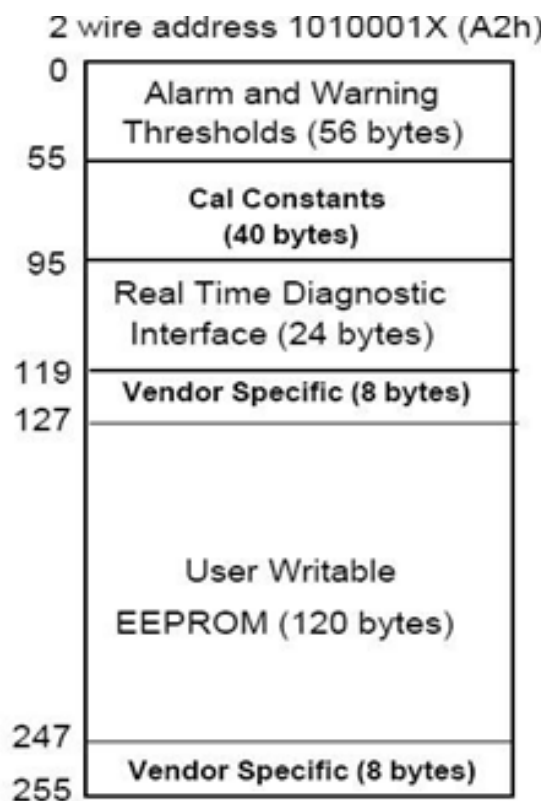 2 wire address 1010001X (A2h)
0
Alarm and Warning
Thresholds (56 bytes)
55
Cal Constants
(40 bytes)
95
Real Time Diagnostic
Interface (24 bytes)
119
Vendor Specific (8 bytes)
127
User Writable
EEPROM (120 bytes)
247
Vendor Specific (8 bytes)
255